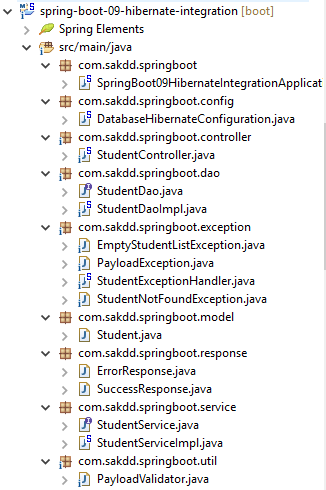 spring-boot-09-hibernate-integration [boot]
Spring Elements
src/main/java
com.sakdd.springboot
SpringBoot09HibernateIntegrationApplicat
com.sakdd.springboot.config
DatabaseHibernateConfiguration.java
com.sakdd.springboot.controller
StudentController.java
com.sakdd.springboot.dao
StudentDao.java
StudentDaoImpl.java
com.sakdd.springboot.exception
EmptyStudentListException.java
PayloadException.java
StudentExceptionHandler.java
StudentNotFoundException.java
com.sakdd.springboot.model
Student.java
com.sakdd.springboot.response
ErrorResponse.java
SuccessResponse.java
com.sakdd.springboot.service
StudentService.java
StudentServiceImpl.java
com.sakdd.springboot.util
PayloadValidator.java